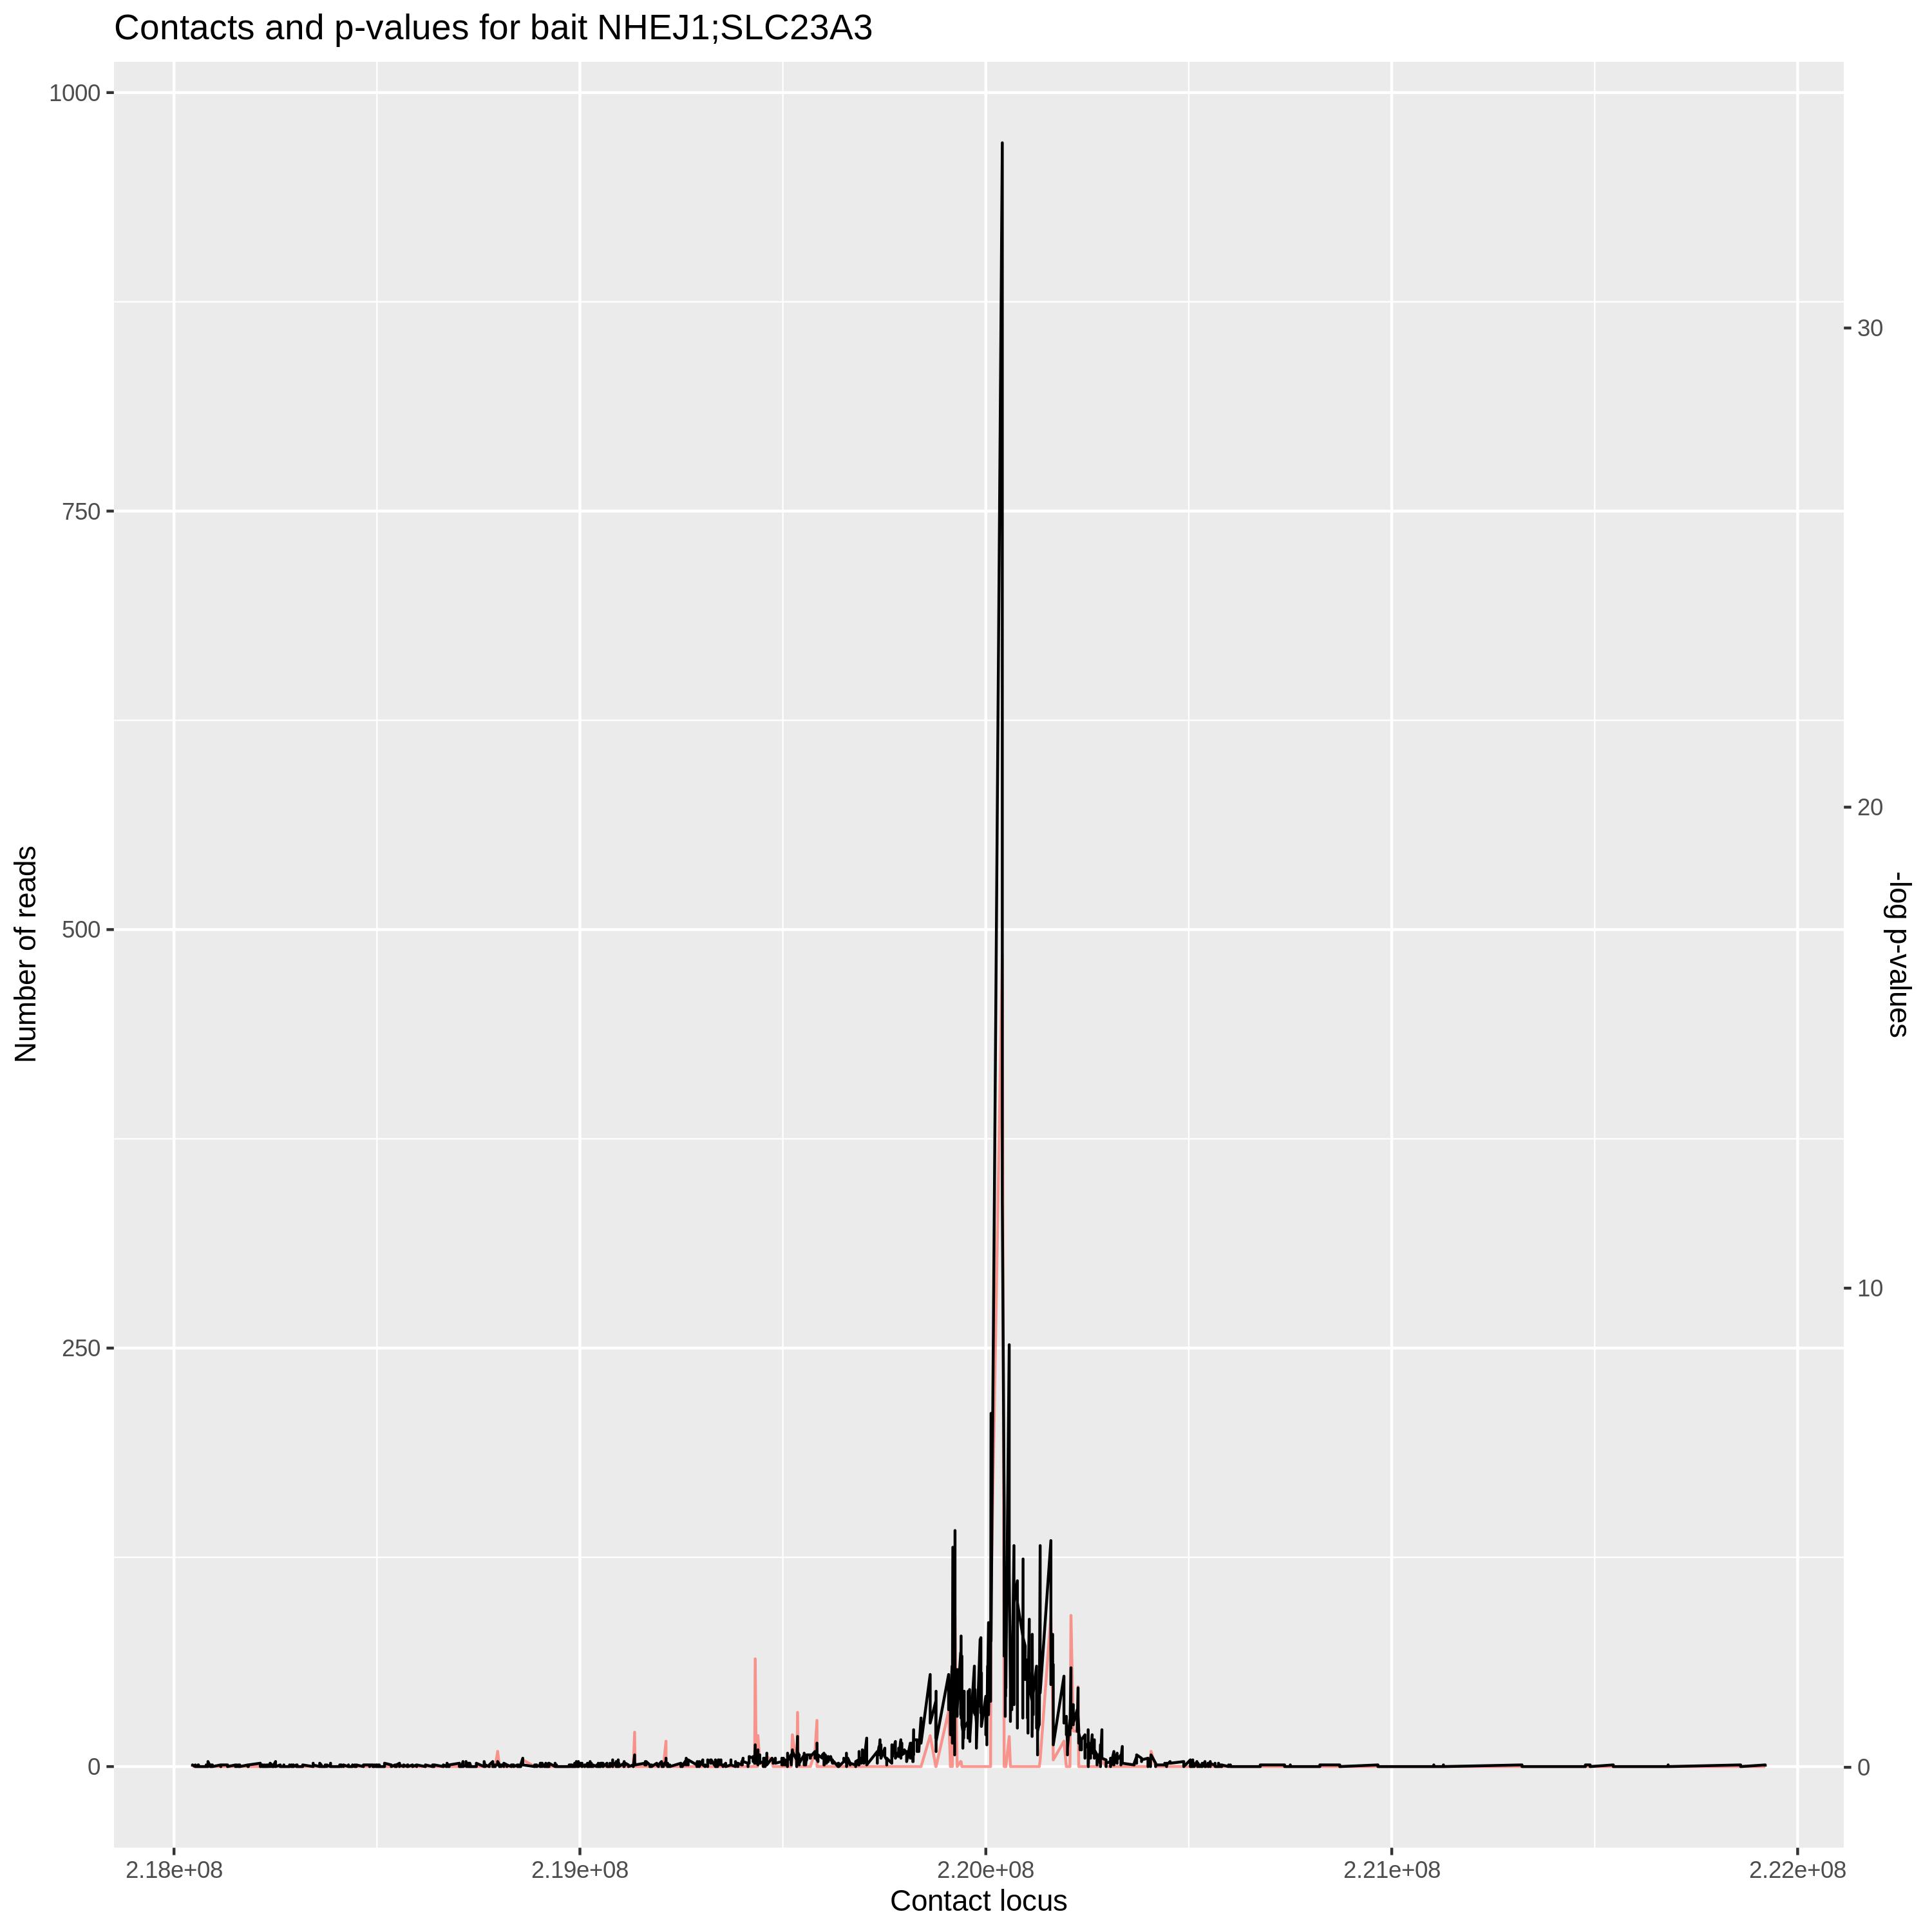 Contacts and p-values for bait NHEJ1;SLC23A3
1000
750
500
250
0
Number of reads
30
20
10
0
-log p-values
2.18e+08
2.19e+08
2.20e+08
2.21e+08
2.22e+08
Contact locus